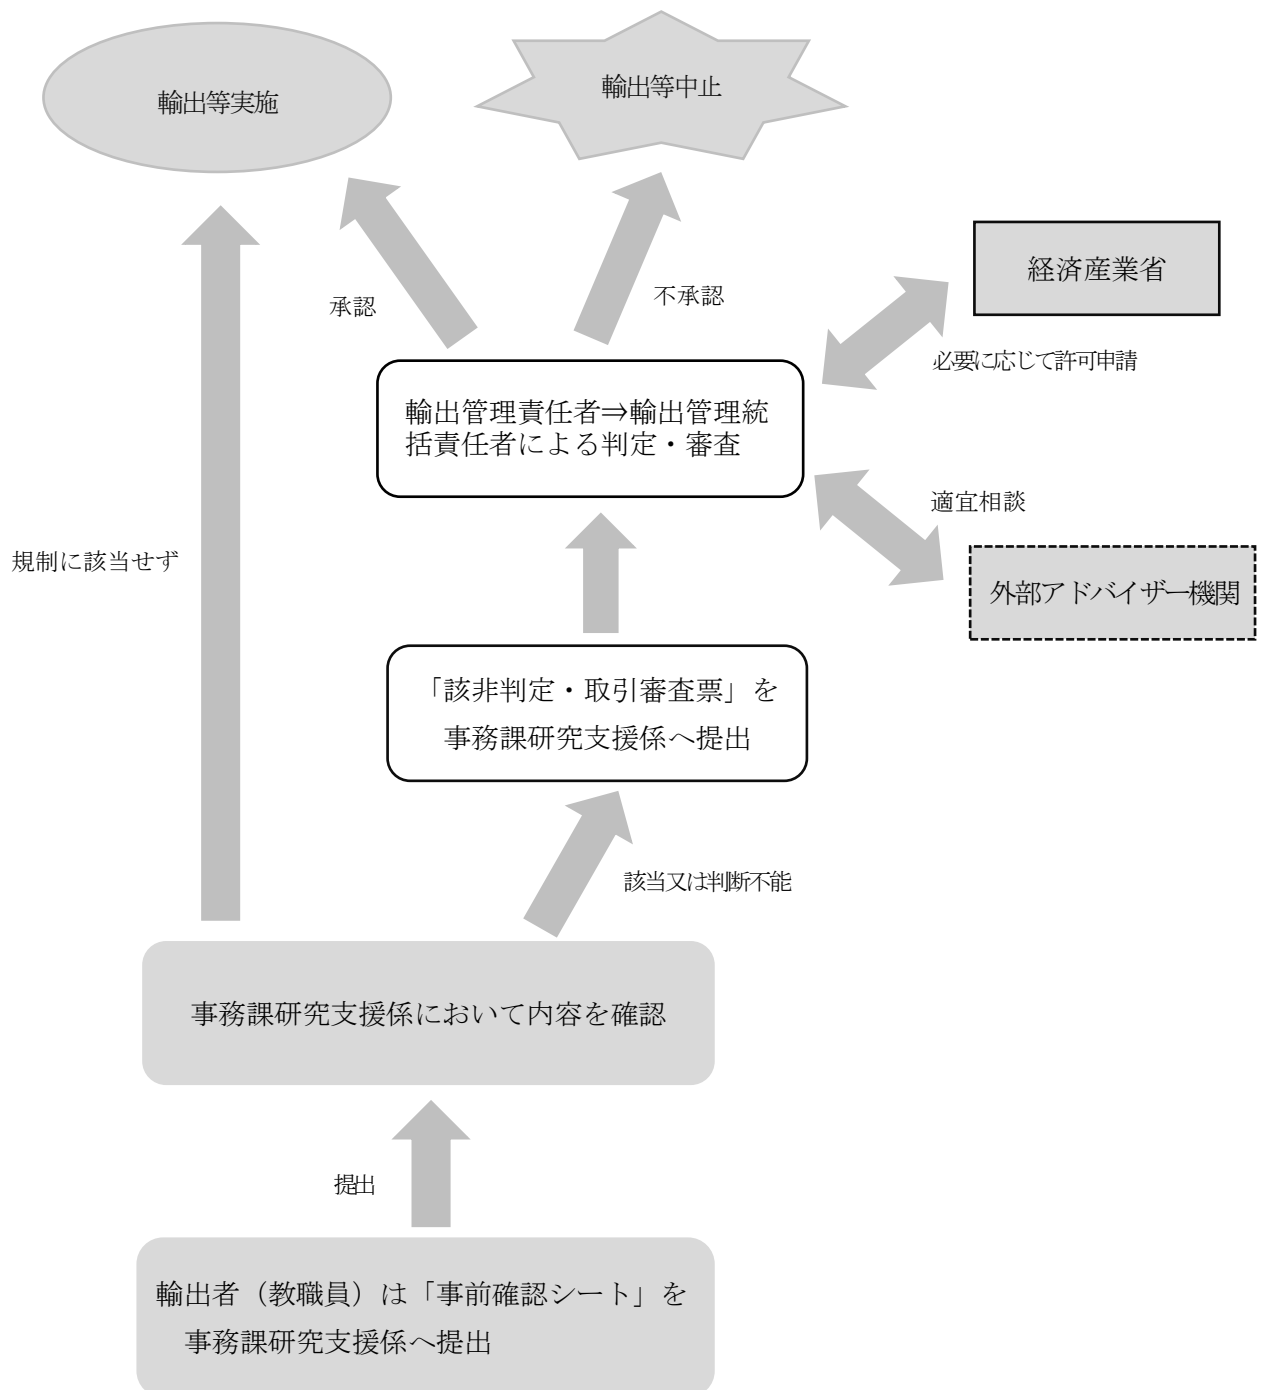 輸出等実施
輸出等中止
経済産業省
承認
不承認
必要に応じて許可申請
輸出管理責任者⇒輸出管理統
括責任者による判定・審査
適宜相談
規制に該当せず
外部アドバイザー機関
「該非判定・取引審査票」を
事務課研究支援係へ提出
該当又は判断不能
事務課研究支援係において内容を確認
提出
輸出者（教職員）は「事前確認シート」を
事務課研究支援係へ提出